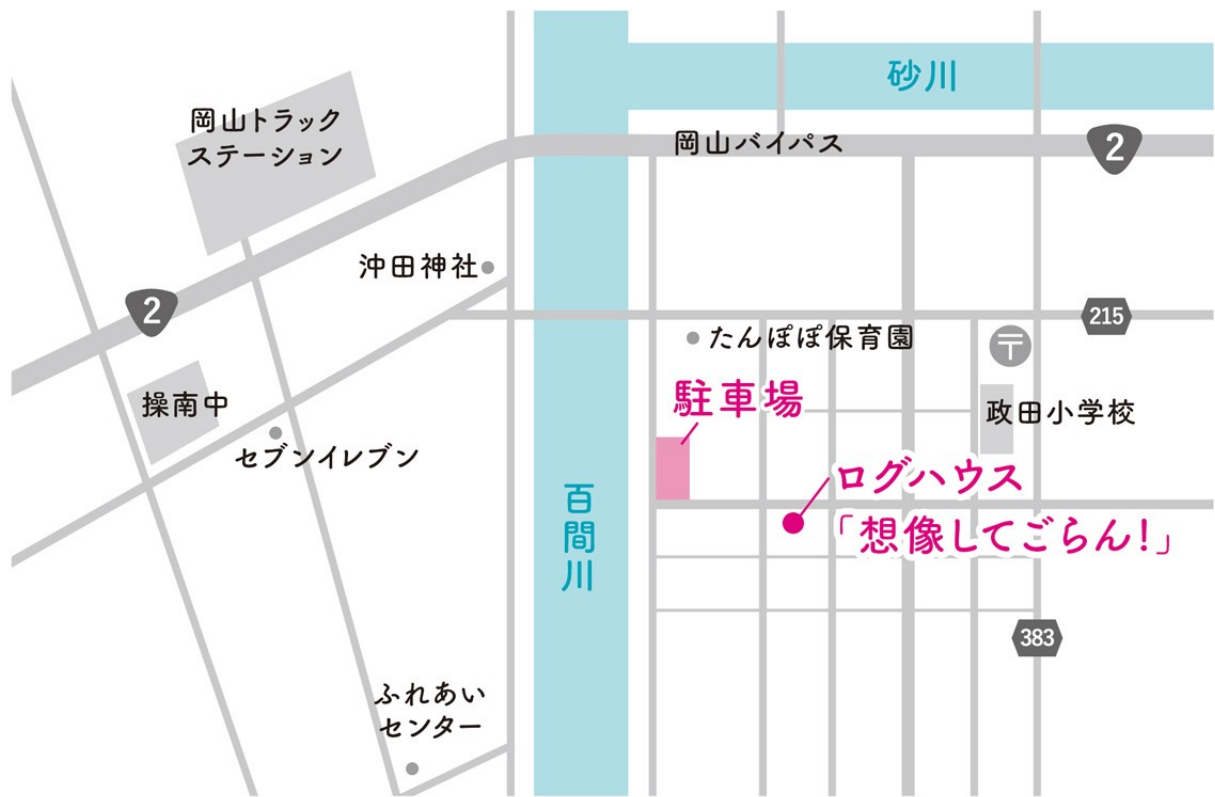 砂川
岡山トラック
ステーション
岡山バイパス
2
沖田神社
2
215
たんぽぽ保育園
〒
操南中
駐車場
政田小学校
セブンイレブン
ログハウス
「想像してごらん!」
百間川
383
ふれあい
センター